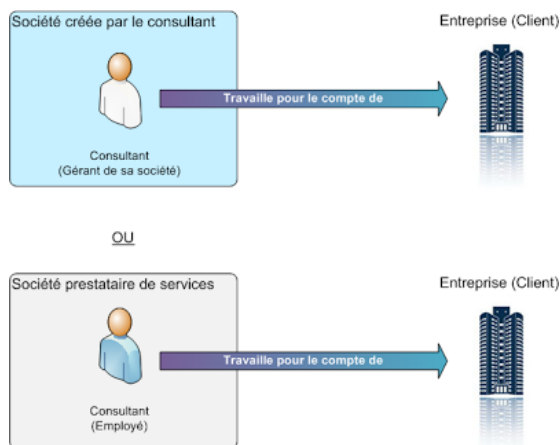 Société créée par le consultant
Entreprise (Client)
Travaille pour le compte de
Consultant
(Gérant de sa société)
OU
Société prestataire de services
Entreprise (Client)
Travaille pour le compte de
Consultant
(Employé)